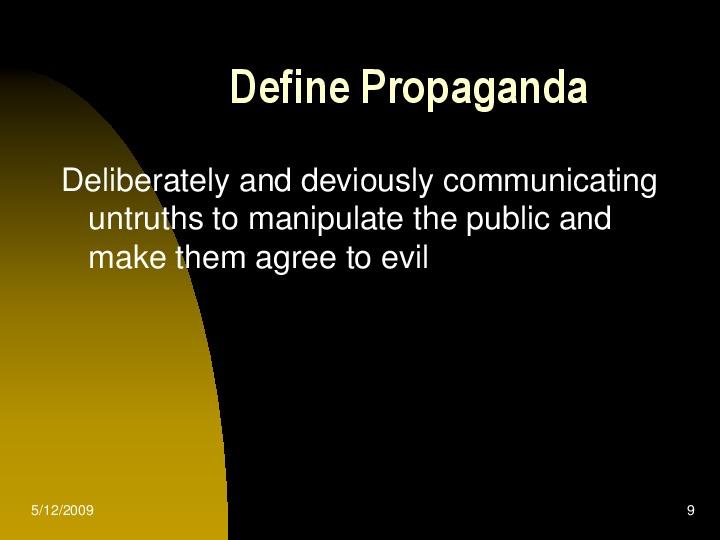 Define Propaganda
Deliberately and deviously communicating
untruths to manipulate the public and
make them agree to evil
5/12/2009
9